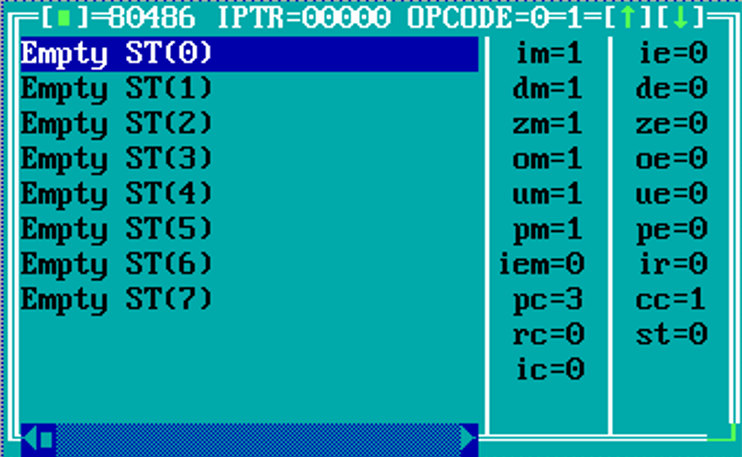 [■]=80486 IPTR=00000 OPCODE=0=1=[↑][↓]
Empty ST(0) im=1 ie=0
Empty ST(1) dm=1 de=0
Empty ST(2) zm=1 ze=0
Empty ST(3) om=1 oe=0
Empty ST(4) um=1 ue=0
Empty ST(5) pm=1 pe=0
Empty ST(6) iem=0 ir=0
Empty ST(7) pc=3 cc=1
rc=0 st=0
ic=0